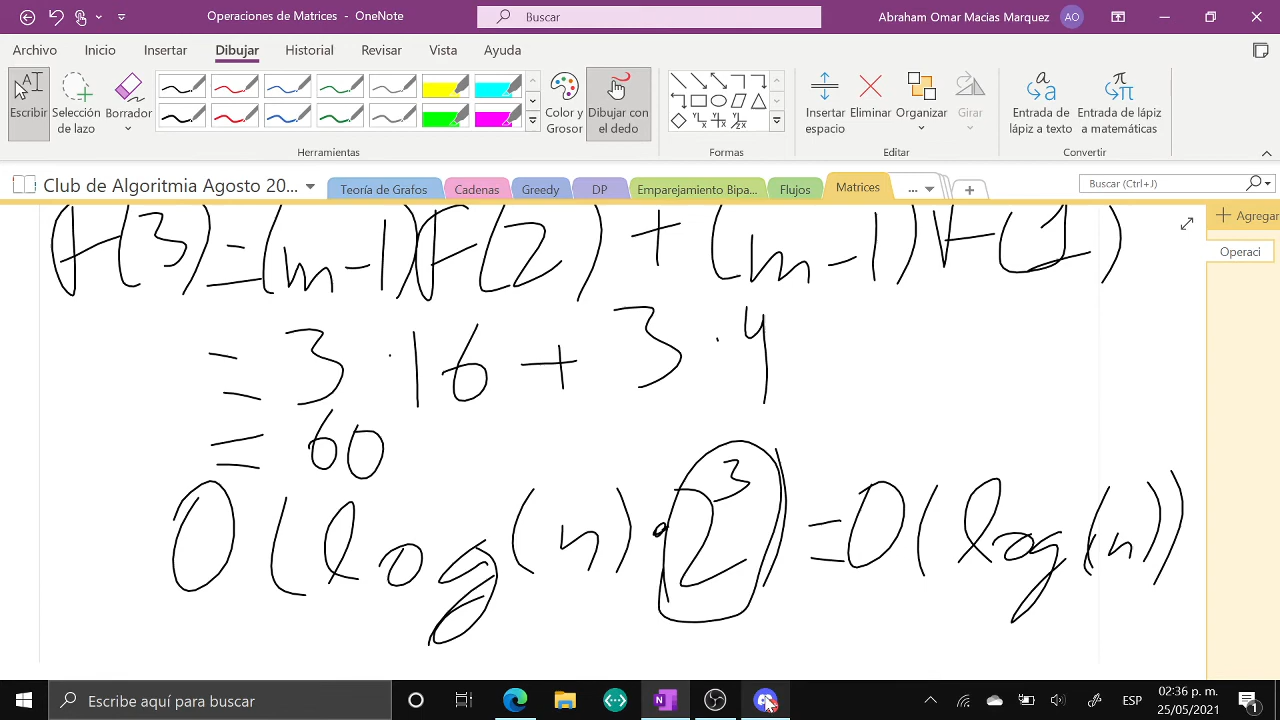 Operaciones de Matrices - OneNote
Buscar
Abraham Omar Macias Marquez AO
Archivo Inicio Insertar Dibujar Historial Revisar Vista Ayuda
Escribir
Selección de lazo
Borrador
Color y Grosor
Dibujar con el dedo
Insertar espacio
Eliminar
Organizar
Girar
Entrada de lápiz a texto
Entrada de lápiz a matemáticas
Herramientas
Formas
Editar
Convertir
Club de Algoritmia Agosto 20...
Teoría de Grafos
Cadenas
Greedy
DP
Emparejamiento Bipa...
Flujos
Matrices
...
Buscar (Ctrl+J)
Agregar
Operaci
f(3)=(m-1)f(2)+(m-1)f(1)
= 3·16+3·4
= 60
O(log(n)·2³)=O(log(n))
Escribe aquí para buscar
ESP
02:36 p. m.
25/05/2021
1